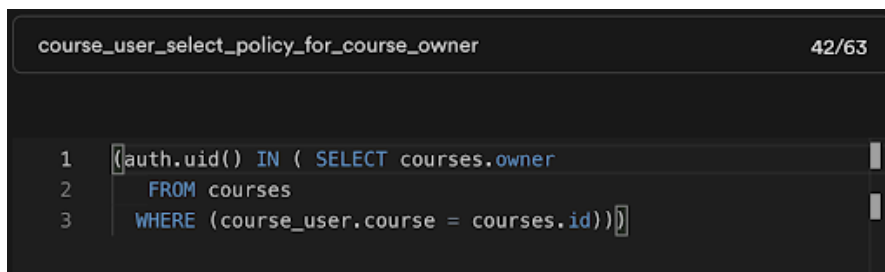 course_user_select_policy_for_course_owner 42/63
1 (auth.uid() IN ( SELECT courses.owner
2 FROM courses
3 WHERE (course_user.course = courses.id)))